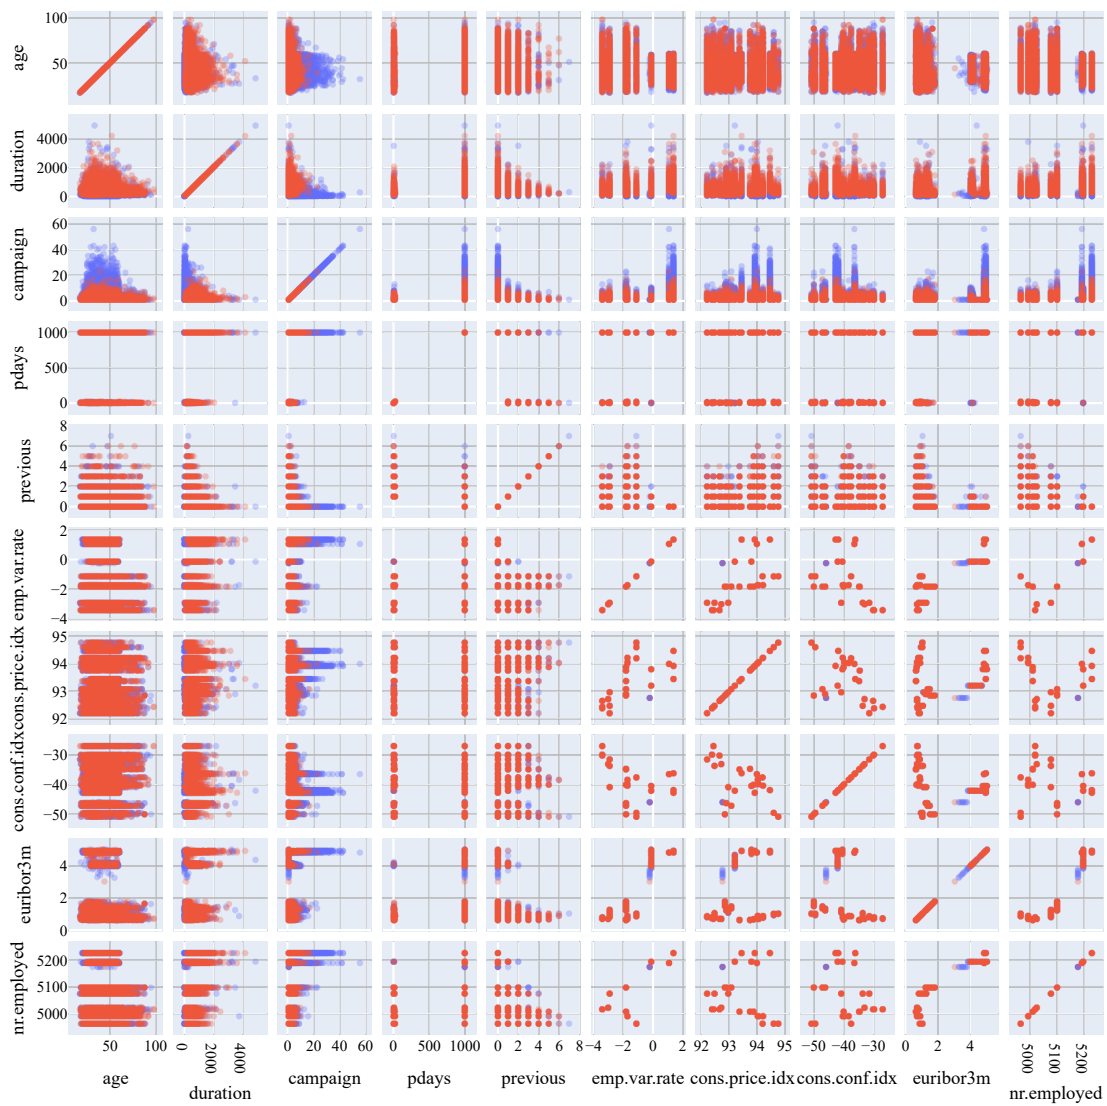 100
50
age
4000
2000
0
duration
60
40
20
0
campaign
1000
500
0
pdays
8
6
4
2
0
previous
2
0
−2
−4
emp.var.rate
95
94
93
92
cons.price.idx
−30
−40
−50
cons.conf.idx
4
2
0
euribor3m
5200
5100
5000
nr.employed
50 100 0 2000 4000 0 20 40 60 0 500 1000 0 2 4 6 8 −4 −2 0 2 92 93 94 95 −50 −40 −30 0 2 4 5000 5100 5200
age duration campaign pdays previous emp.var.rate cons.price.idx cons.conf.idx euribor3m nr.employed